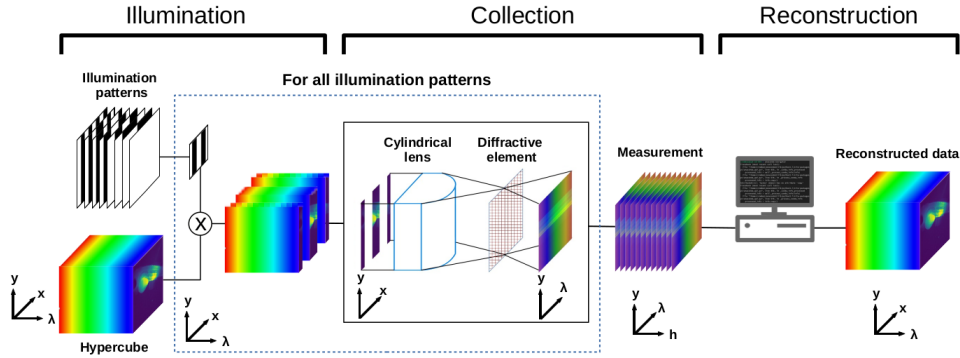 Illumination
Collection
Reconstruction
Illumination
patterns
For all illumination patterns
Cylindrical
lens
Diffractive
element
Measurement
Reconstructed data
X
y
x
λ
Hypercube
y
x
λ
y
x
y
λ
y
λ
h
y
x
λ